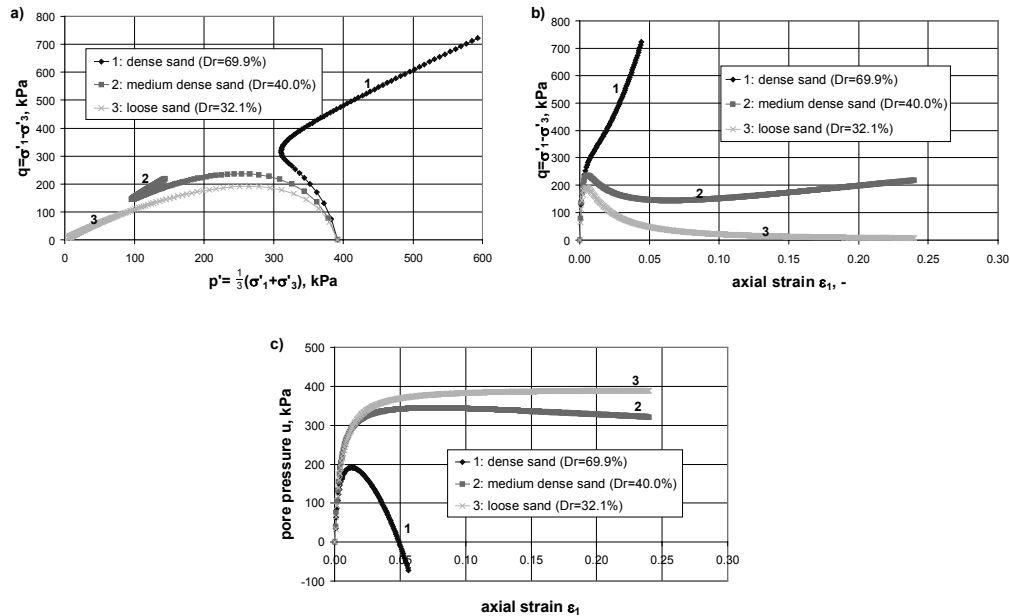 a)
q=σ'1-σ'3, kPa
800
700
600
500
400
300
200
100
0
1: dense sand (Dr=69.9%)
2: medium dense sand (Dr=40.0%)
3: loose sand (Dr=32.1%)
1
2
3
0 100 200 300 400 500 600
p'= 1/3(σ'1+σ'3), kPa
b)
q=σ'1-σ'3, kPa
800
700
600
500
400
300
200
100
0
1: dense sand (Dr=69.9%)
2: medium dense sand (Dr=40.0%)
3: loose sand (Dr=32.1%)
1
2
3
0.00 0.05 0.10 0.15 0.20 0.25 0.30
axial strain ε1, -
c)
pore pressure u, kPa
500
400
300
200
100
0
-100
3
2
1: dense sand (Dr=69.9%)
2: medium dense sand (Dr=40.0%)
3: loose sand (Dr=32.1%)
1
0.00 0.05 0.10 0.15 0.20 0.25 0.30
axial strain ε1